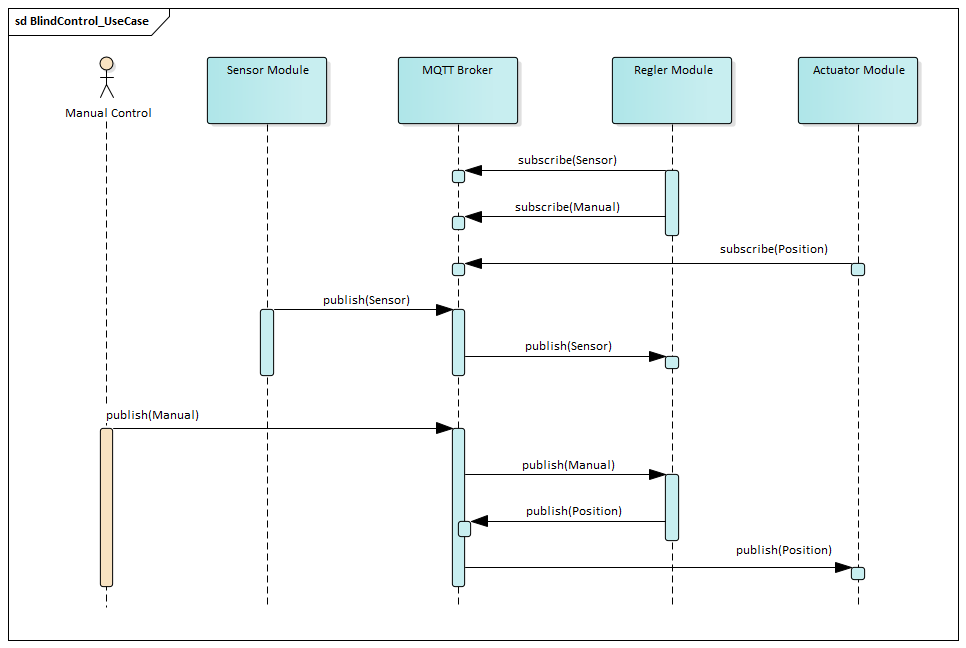 sd BlindControl_UseCase
Manual Control
Sensor Module
MQTT Broker
Regler Module
Actuator Module
subscribe(Sensor)
subscribe(Manual)
subscribe(Position)
publish(Sensor)
publish(Sensor)
publish(Manual)
publish(Manual)
publish(Position)
publish(Position)